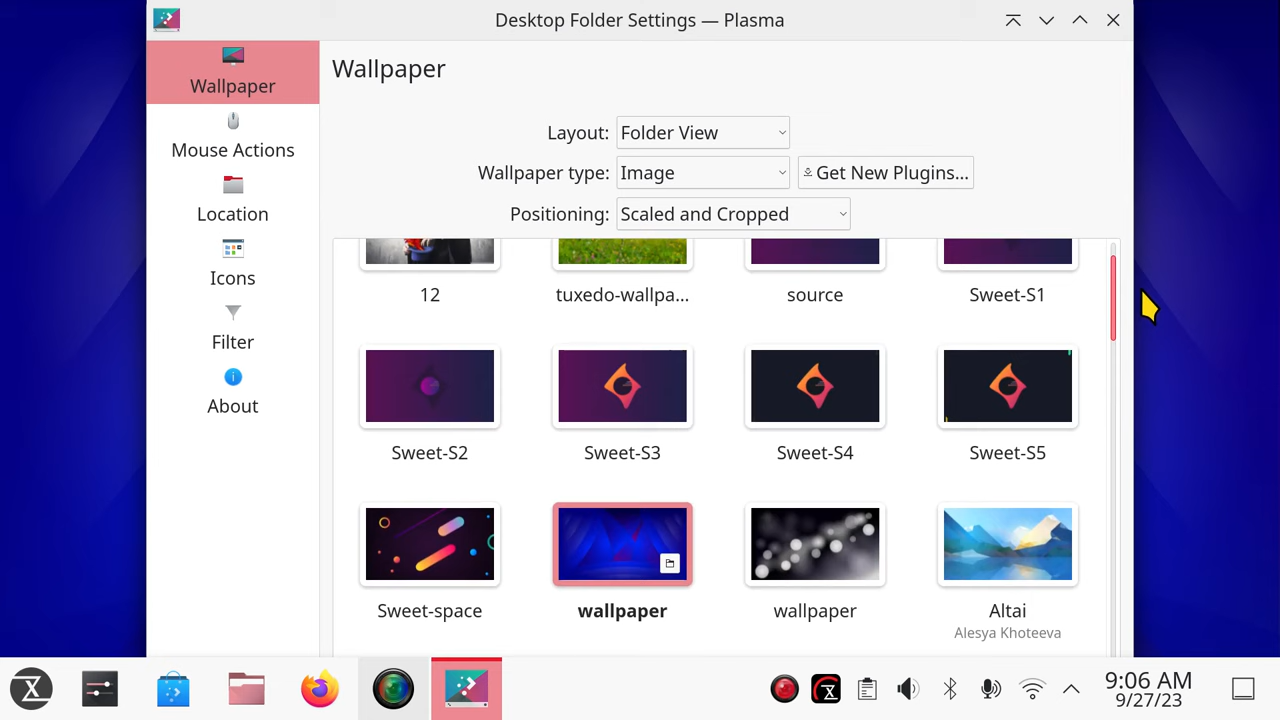 Desktop Folder Settings — Plasma
Wallpaper
Mouse Actions
Location
Icons
Filter
About
Wallpaper
Layout: Folder View
Wallpaper type: Image Get New Plugins...
Positioning: Scaled and Cropped
12 tuxedo-wallpa... source Sweet-S1
Sweet-S2 Sweet-S3 Sweet-S4 Sweet-S5
Sweet-space wallpaper wallpaper Altai
Alesya Khoteeva
9:06 AM
9/27/23